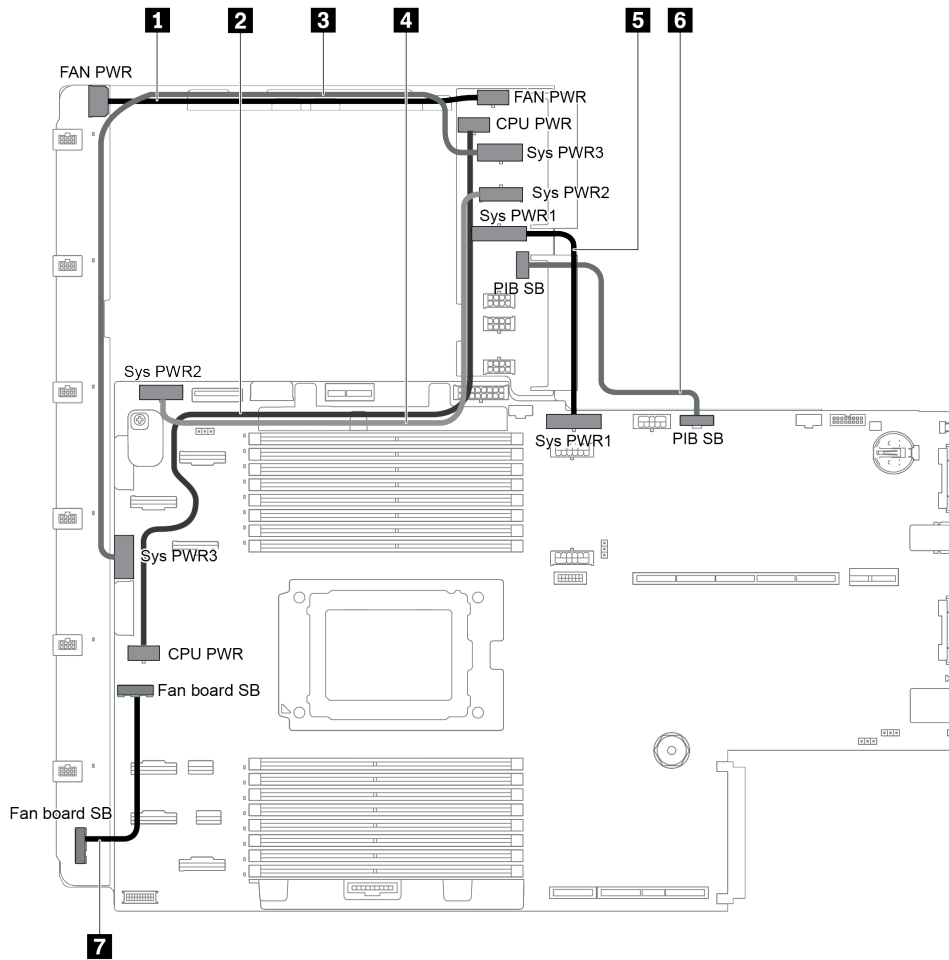 1
2
3
4
5
6
FAN PWR
FAN PWR
CPU PWR
Sys PWR3
Sys PWR2
Sys PWR1
PIB SB
Sys PWR2
Sys PWR1
PIB SB
Sys PWR3
CPU PWR
Fan board SB
Fan board SB
7